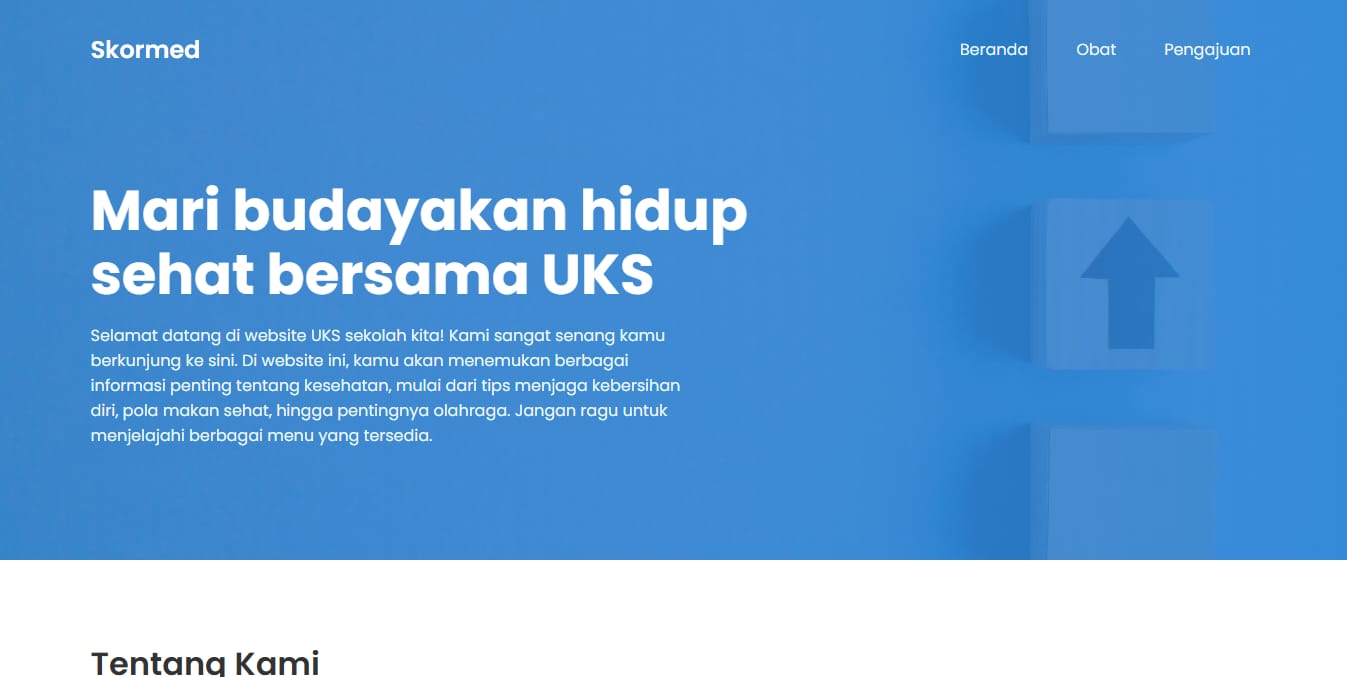 Skormed
Beranda Obat Pengajuan
Mari budayakan hidup
sehat bersama UKS
Selamat datang di website UKS sekolah kita! Kami sangat senang kamu
berkunjung ke sini. Di website ini, kamu akan menemukan berbagai
informasi penting tentang kesehatan, mulai dari tips menjaga kebersihan
diri, pola makan sehat, hingga pentingnya olahraga. Jangan ragu untuk
menjelajahi berbagai menu yang tersedia.
Tentang Kami